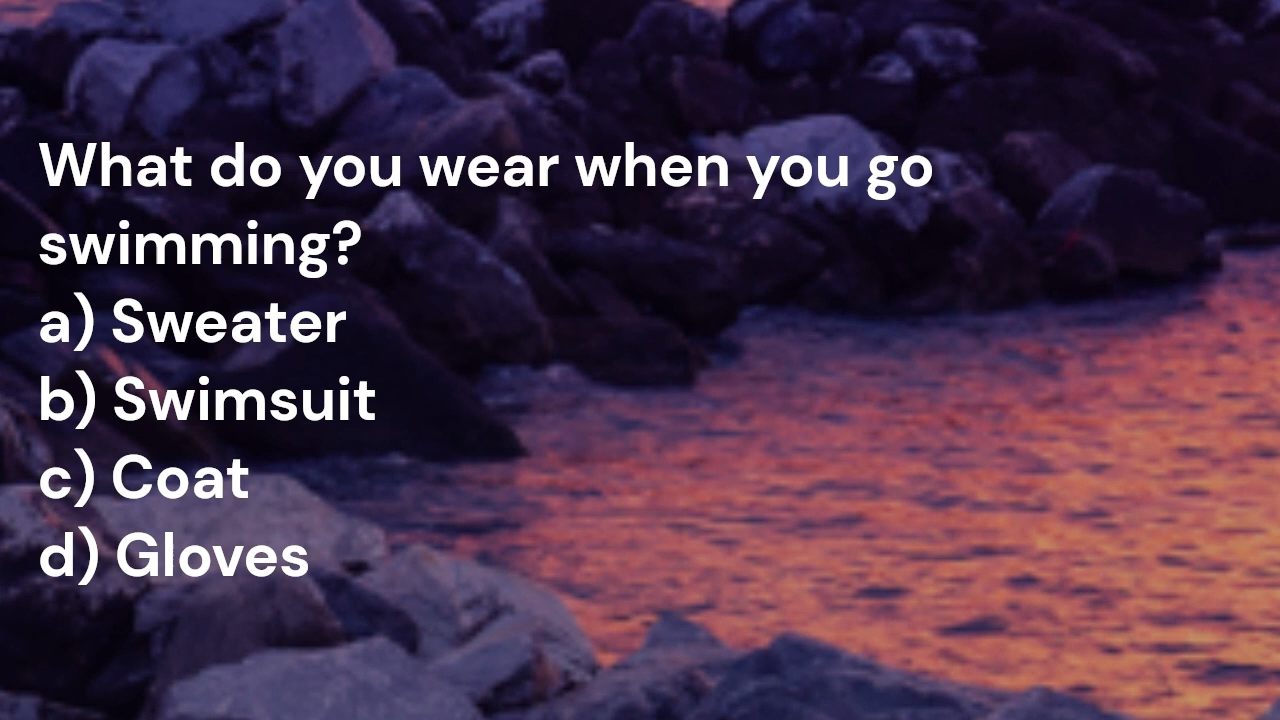 What do you wear when you go
swimming?
a) Sweater
b) Swimsuit
c) Coat
d) Gloves